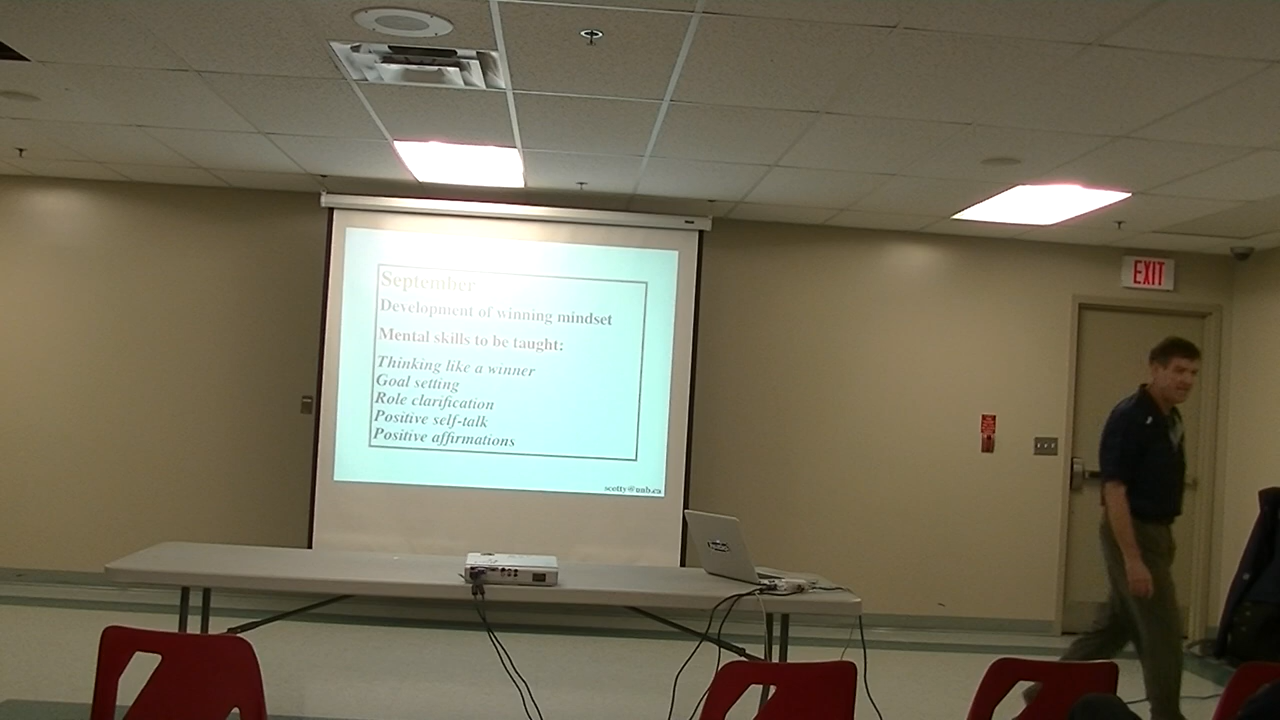 September
Development of winning mindset
Mental skills to be taught:
Thinking like a winner
Goal setting
Role clarification
Positive self-talk
Positive affirmations
scotty@unb.ca
EXIT